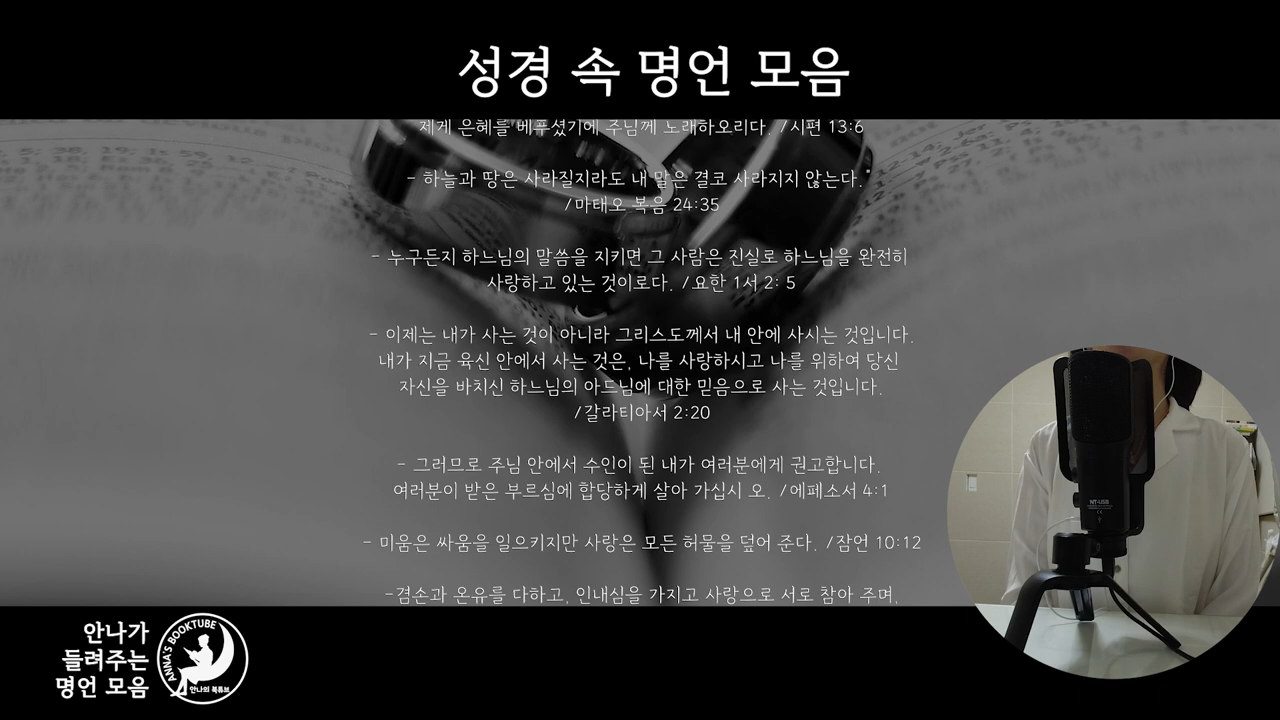 성경 속 명언 모음
제게 은혜를 베푸셨기에 주님께 노래하오리다. /시편 13:6
- 하늘과 땅은 사라질지라도 내 말은 결코 사라지지 않는다."
/마태오 복음 24:35
- 누구든지 하느님의 말씀을 지키면 그 사람은 진실로 하느님을 완전히
사랑하고 있는 것이로다. /요한 1서 2: 5
- 이제는 내가 사는 것이 아니라 그리스도께서 내 안에 사시는 것입니다.
내가 지금 육신 안에서 사는 것은, 나를 사랑하시고 나를 위하여 당신
자신을 바치신 하느님의 아드님에 대한 믿음으로 사는 것입니다.
/갈라티아서 2:20
- 그러므로 주님 안에서 수인이 된 내가 여러분에게 권고합니다.
여러분이 받은 부르심에 합당하게 살아 가십시 오. /에페소서 4:1
- 미움은 싸움을 일으키지만 사랑은 모든 허물을 덮어 준다. /잠언 10:12
-겸손과 온유를 다하고, 인내심을 가지고 사랑으로 서로 참아 주며,
안나가
들려주는
명언 모음
ANNA'S BOOKTUBE
안나의 북튜브
NT-USB